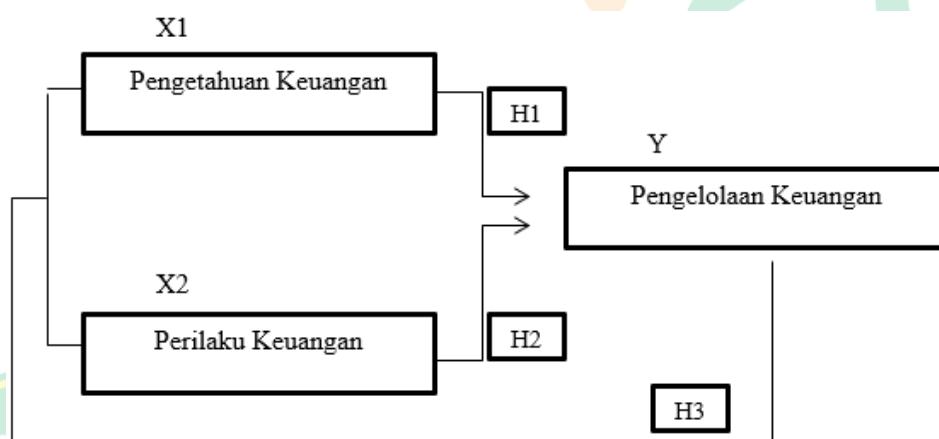 X1
Pengetahuan Keuangan
H1
Y
Pengelolaan Keuangan
X2
Perilaku Keuangan
H2
H3